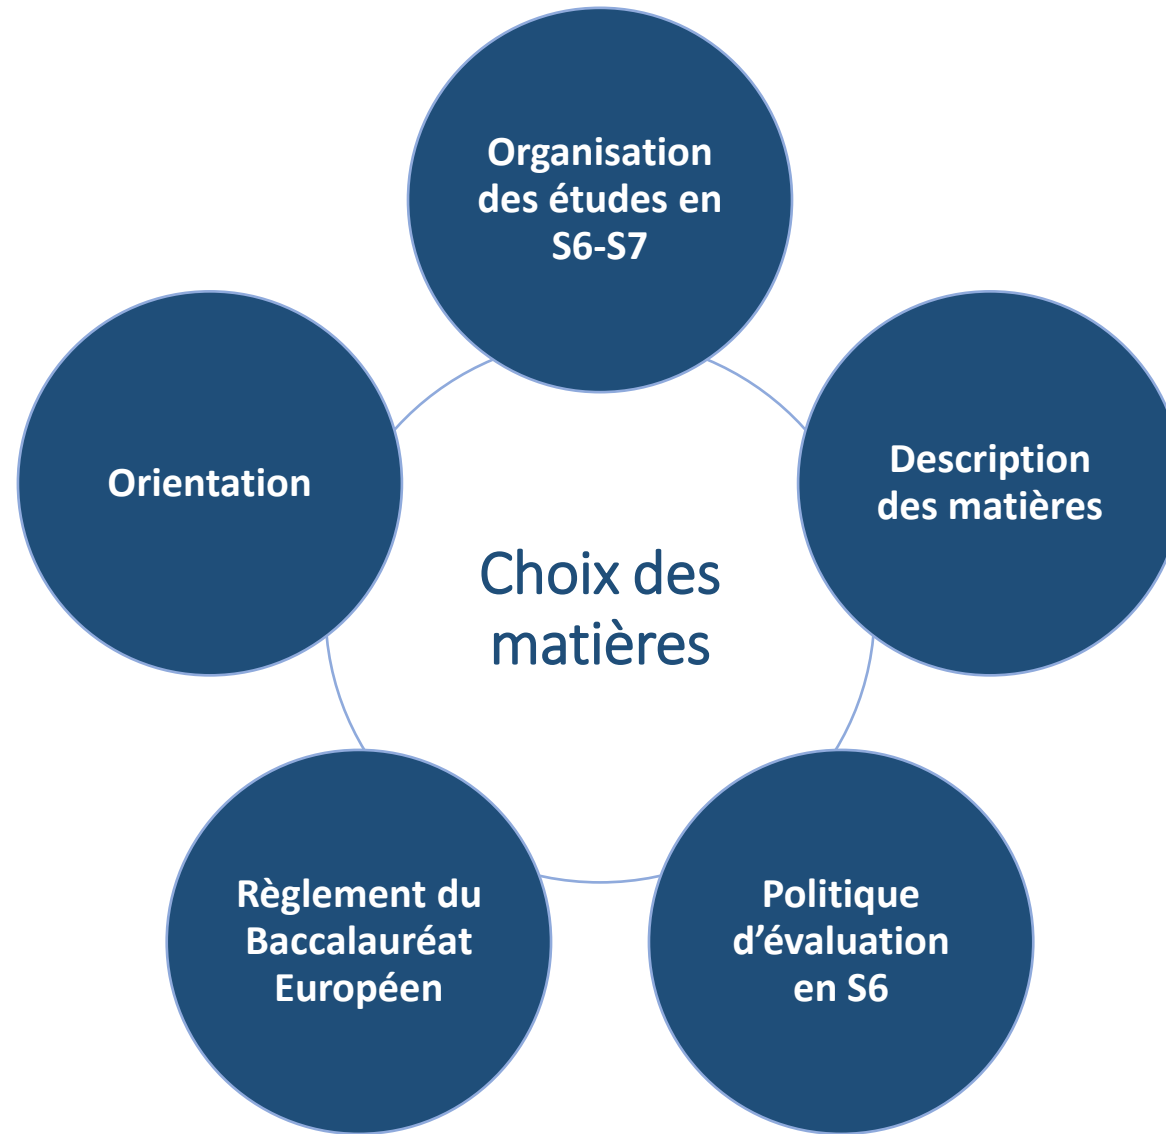 Organisation
des études en
S6-S7
Description
des matières
Politique
d’évaluation
en S6
Règlement du
Baccalauréat
Européen
Orientation
Choix des
matières